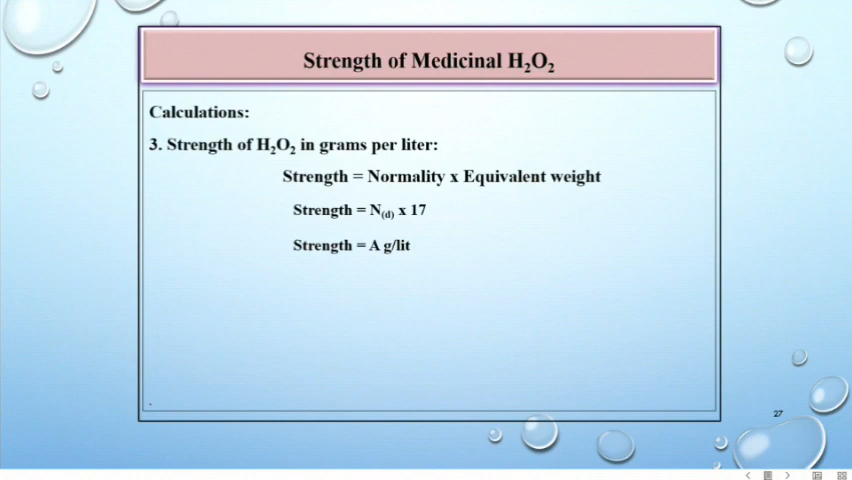 Strength of Medicinal H₂O₂
Calculations:
3. Strength of H₂O₂ in grams per liter:
Strength = Normality x Equivalent weight
Strength = N₍d₎ x 17
Strength = A g/lit
.
27